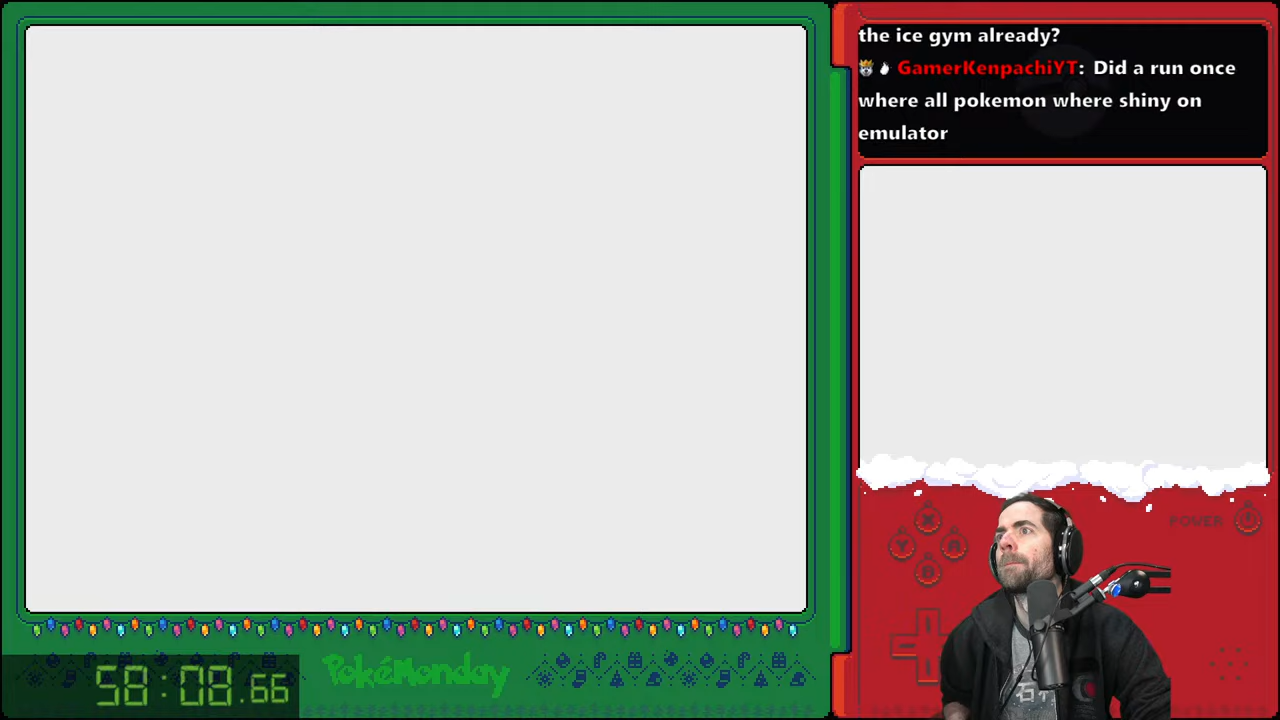 the ice gym already?
GamerKenpachiYT: Did a run once
where all pokemon where shiny on
emulator
X
Y
A
B
POWER
PokéMonday
58:08.66
石